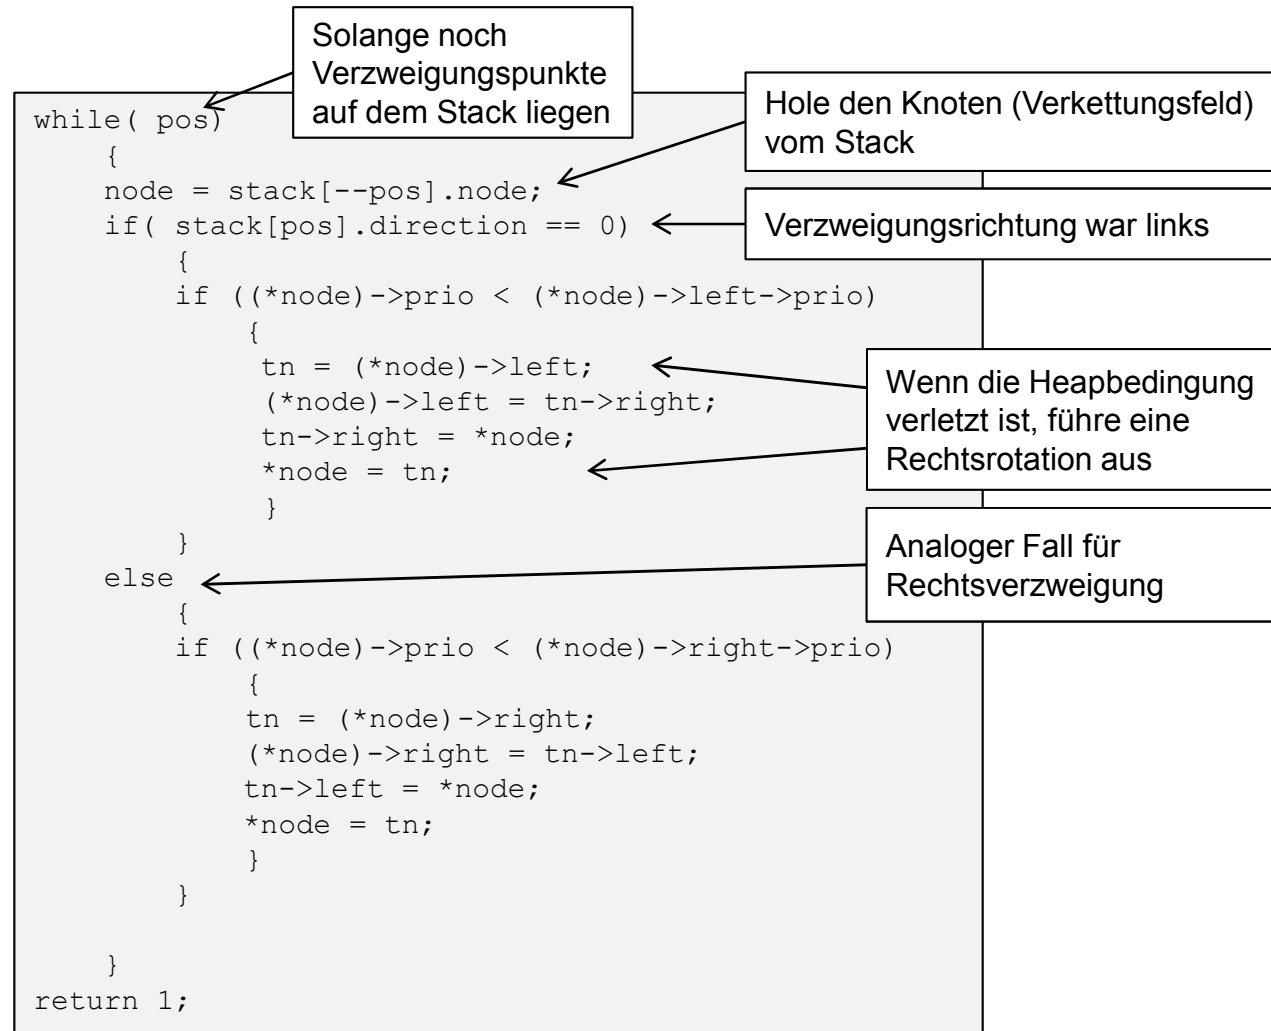 Solange noch
Verzweigungspunkte
auf dem Stack liegen
Hole den Knoten (Verkettungsfeld)
vom Stack
Verzweigungsrichtung war links
Wenn die Heapbedingung
verletzt ist, führe eine
Rechtsrotation aus
Analoger Fall für
Rechtsverzweigung
while( pos)
    {
    node = stack[--pos].node;
    if( stack[pos].direction == 0)
        {
        if ((*node)->prio < (*node)->left->prio)
            {
            tn = (*node)->left;
            (*node)->left = tn->right;
            tn->right = *node;
            *node = tn;
            }
        }
    else
        {
        if ((*node)->prio < (*node)->right->prio)
            {
            tn = (*node)->right;
            (*node)->right = tn->left;
            tn->left = *node;
            *node = tn;
            }
        }
    }
return 1;